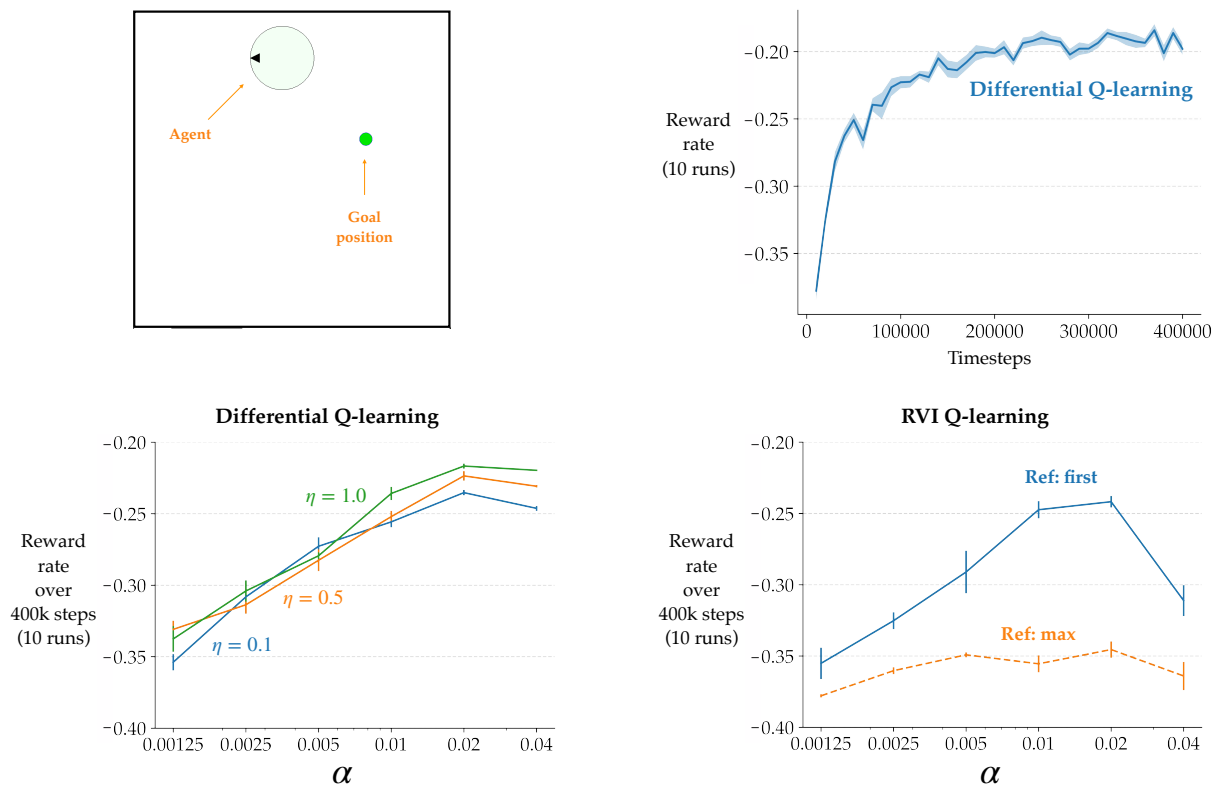 Agent
Goal
position
Reward
rate
(10 runs)
−0.20
−0.25
−0.30
−0.35
Differential Q-learning
0
100000
200000
300000
400000
Timesteps
Differential Q-learning
Reward
rate
over
400k steps
(10 runs)
−0.20
−0.25
−0.30
−0.35
−0.40
η = 1.0
η = 0.5
η = 0.1
0.00125
0.0025
0.005
0.01
0.02
0.04
α
RVI Q-learning
Reward
rate
over
400k steps
(10 runs)
−0.20
−0.25
−0.30
−0.35
−0.40
Ref: first
Ref: max
0.00125
0.0025
0.005
0.01
0.02
0.04
α